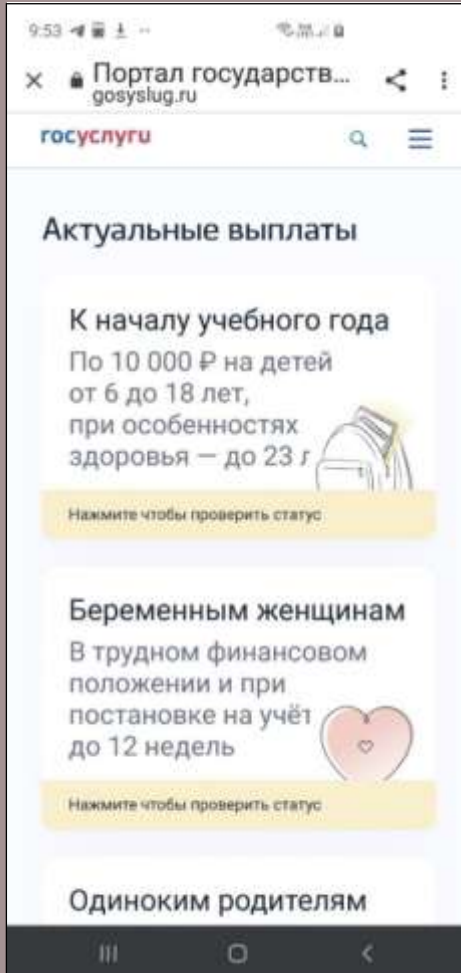 9:53
Портал государств...
gosyslug.ru
госуслуги
Актуальные выплаты
К началу учебного года
По 10 000 ₽ на детей
от 6 до 18 лет,
при особенностях
здоровья — до 23 г
Нажмите чтобы проверить статус
Беременным женщинам
В трудном финансовом
положении и при
постановке на учёт
до 12 недель
Нажмите чтобы проверить статус
Одиноким родителям